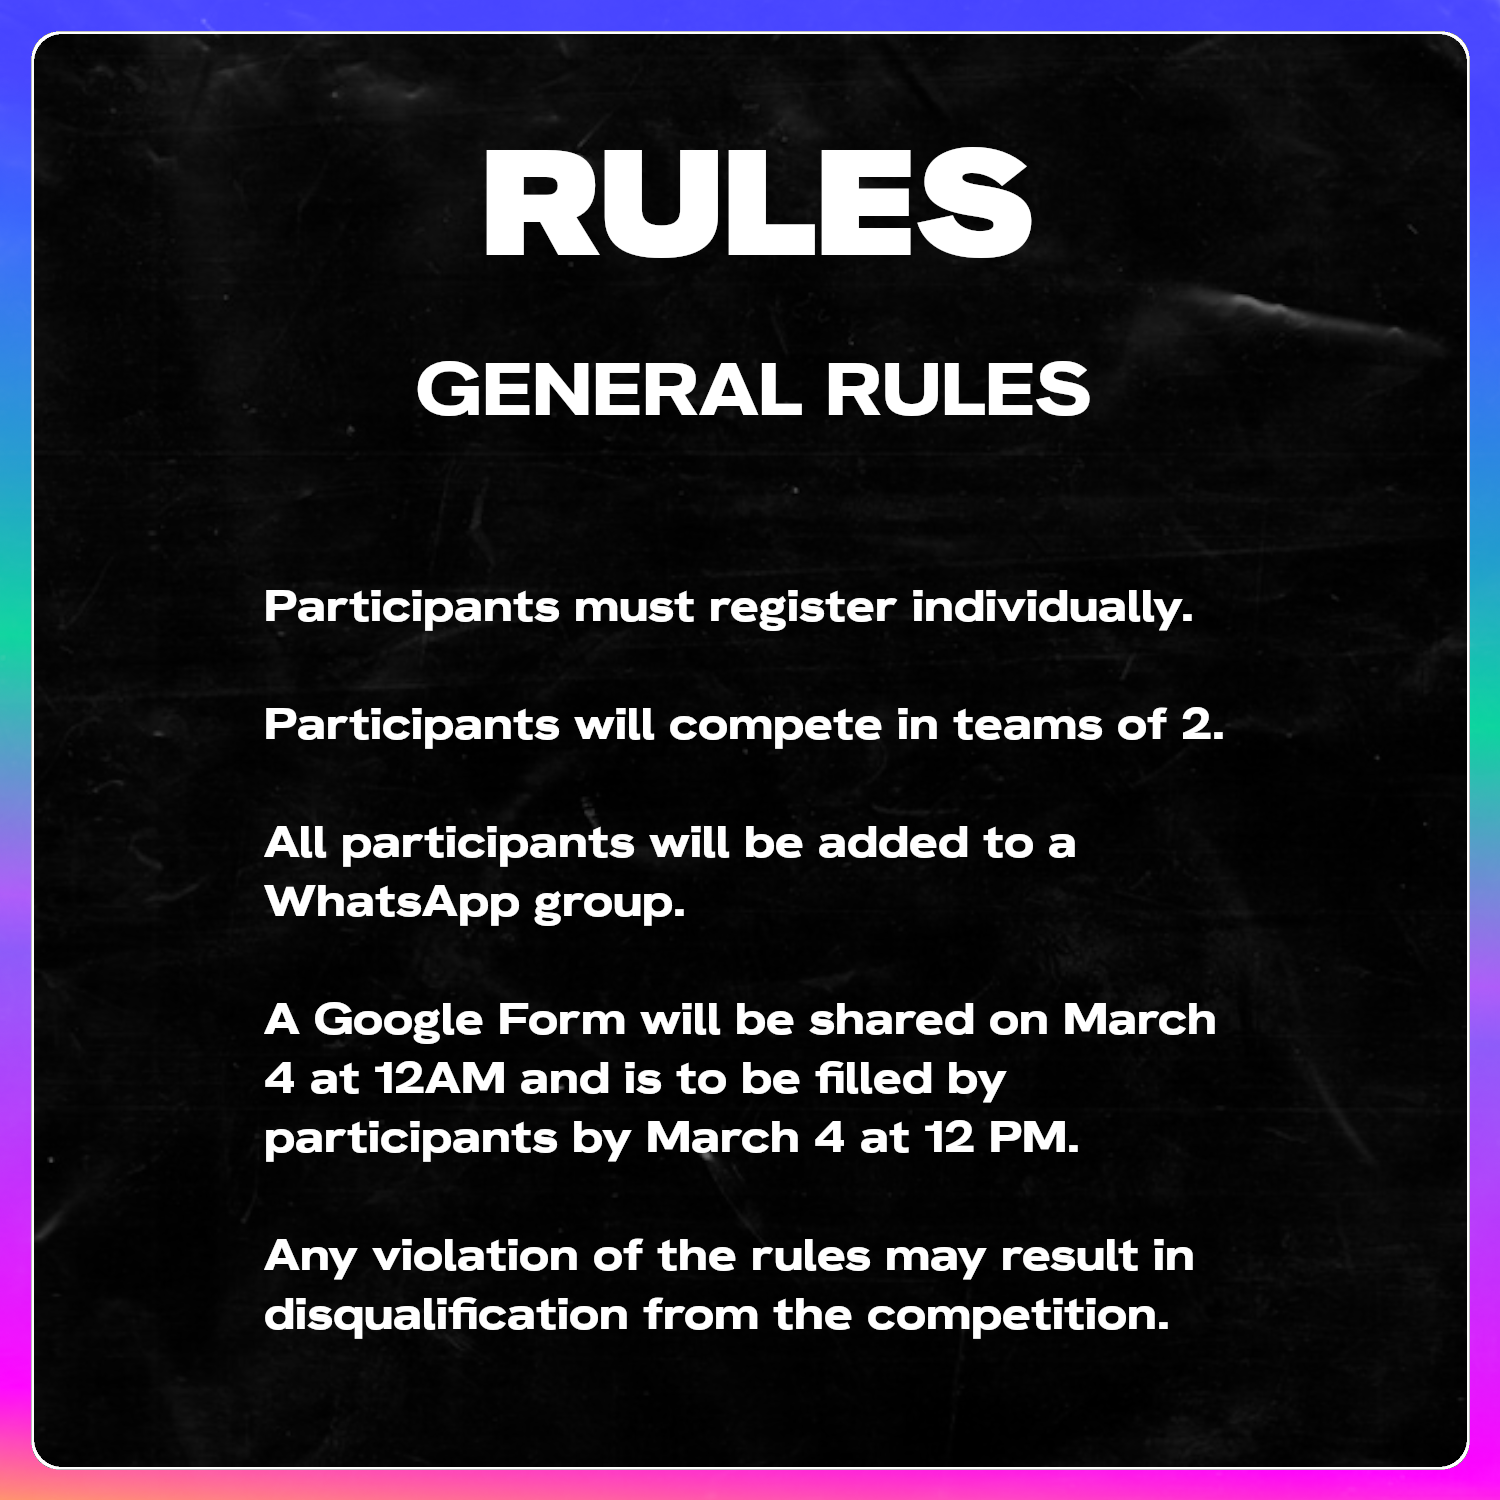 RULES
GENERAL RULES
Participants must register individually.
Participants will compete in teams of 2.
All participants will be added to a
WhatsApp group.
A Google Form will be shared on March
4 at 12AM and is to be filled by
participants by March 4 at 12 PM.
Any violation of the rules may result in
disqualification from the competition.